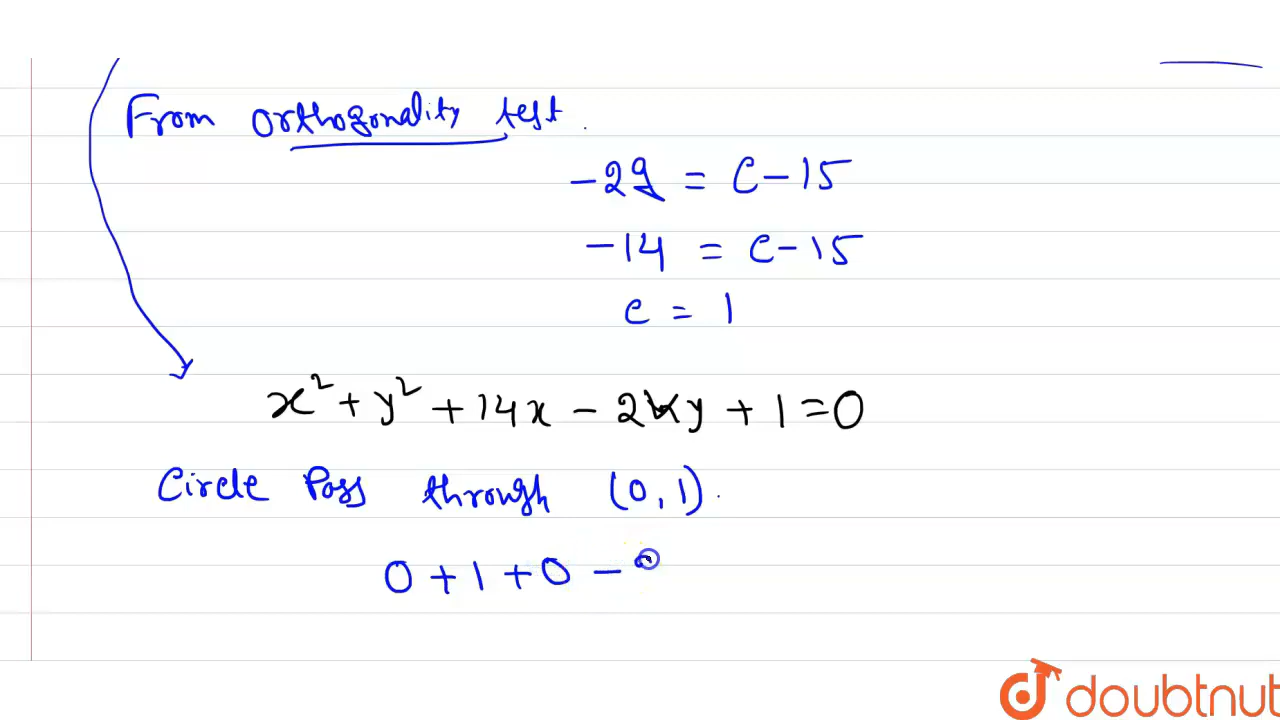 From orthogonality test.
-2g = C-15
-14 = C-15
C = 1
x² + y² + 14x - 2ky + 1 = 0
Circle Pass through (0, 1).
0 + 1 + 0 -
doubtnut